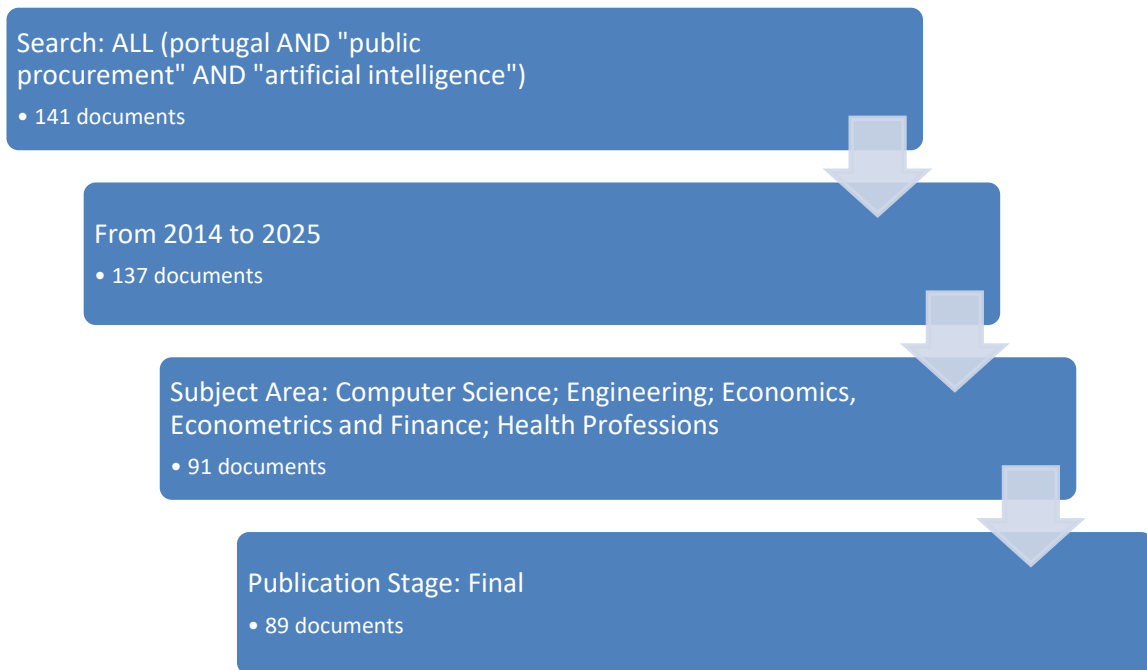 Search: ALL (portugal AND "public
procurement" AND "artificial intelligence")
• 141 documents
From 2014 to 2025
• 137 documents
Subject Area: Computer Science; Engineering; Economics,
Econometrics and Finance; Health Professions
• 91 documents
Publication Stage: Final
• 89 documents